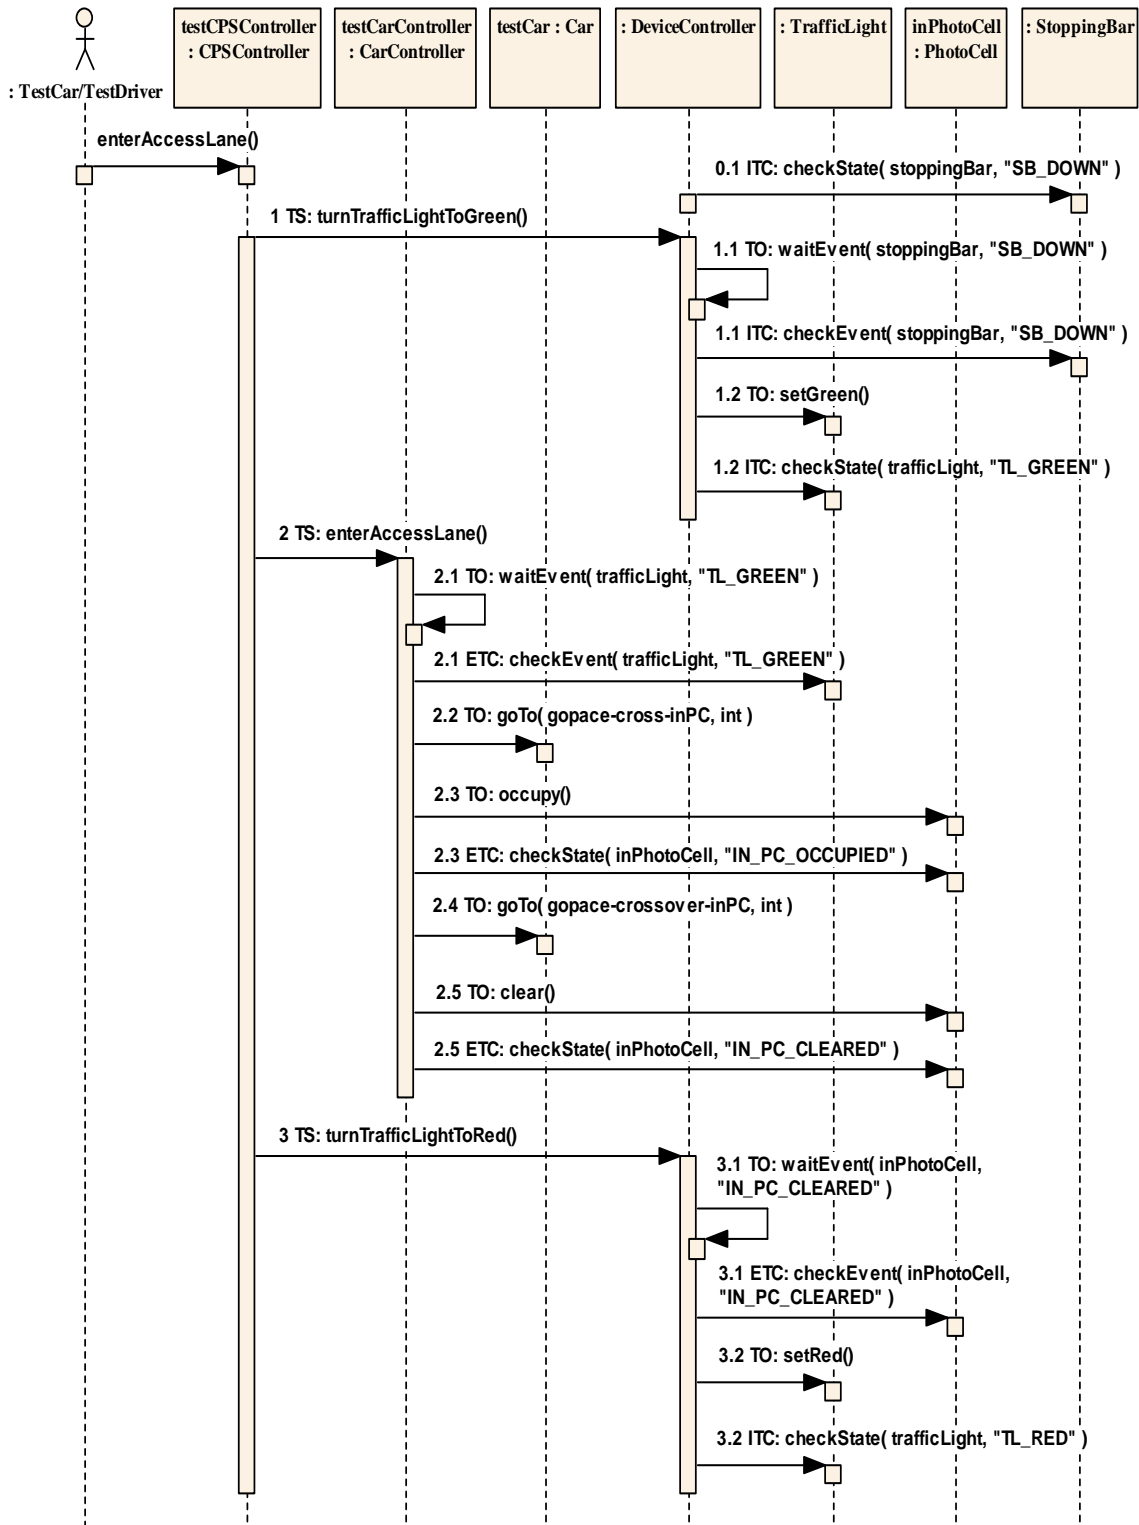 testCPSController
: CPSController
testCarController
: CarController
testCar : Car
: DeviceController
: TrafficLight
inPhotoCell
: PhotoCell
: StoppingBar
: TestCar/TestDriver
enterAccessLane()
0.1 ITC: checkState( stoppingBar, "SB_DOWN" )
1 TS: turnTrafficLightToGreen()
1.1 TO: waitEvent( stoppingBar, "SB_DOWN" )
1.1 ITC: checkEvent( stoppingBar, "SB_DOWN" )
1.2 TO: setGreen()
1.2 ITC: checkState( trafficLight, "TL_GREEN" )
2 TS: enterAccessLane()
2.1 TO: waitEvent( trafficLight, "TL_GREEN" )
2.1 ETC: checkEvent( trafficLight, "TL_GREEN" )
2.2 TO: goTo( gopace-cross-inPC, int )
2.3 TO: occupy()
2.3 ETC: checkState( inPhotoCell, "IN_PC_OCCUPIED" )
2.4 TO: goTo( gopace-crossover-inPC, int )
2.5 TO: clear()
2.5 ETC: checkState( inPhotoCell, "IN_PC_CLEARED" )
3 TS: turnTrafficLightToRed()
3.1 TO: waitEvent( inPhotoCell,
"IN_PC_CLEARED" )
3.1 ETC: checkEvent( inPhotoCell,
"IN_PC_CLEARED" )
3.2 TO: setRed()
3.2 ITC: checkState( trafficLight, "TL_RED" )